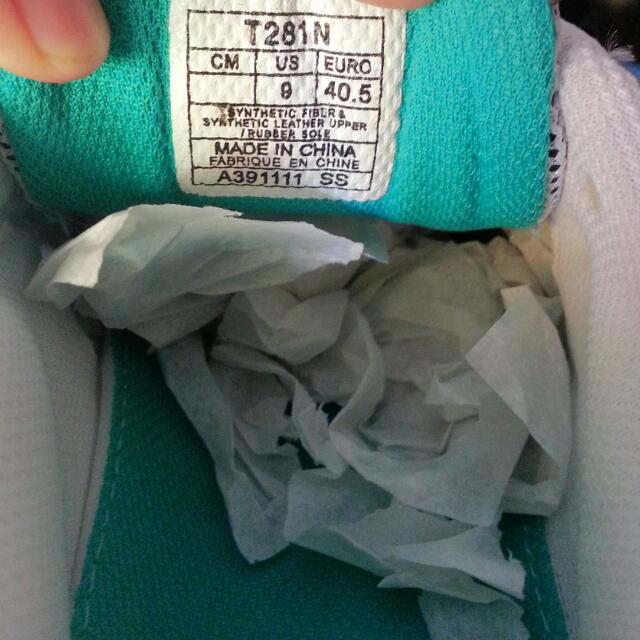 T281N
CM US EURO
9 40.5
SYNTHETIC FIBER &
SYNTHETIC LEATHER UPPER
/RUBBER SOLE
MADE IN CHINA
FABRIQUE EN CHINE
A391111 SS